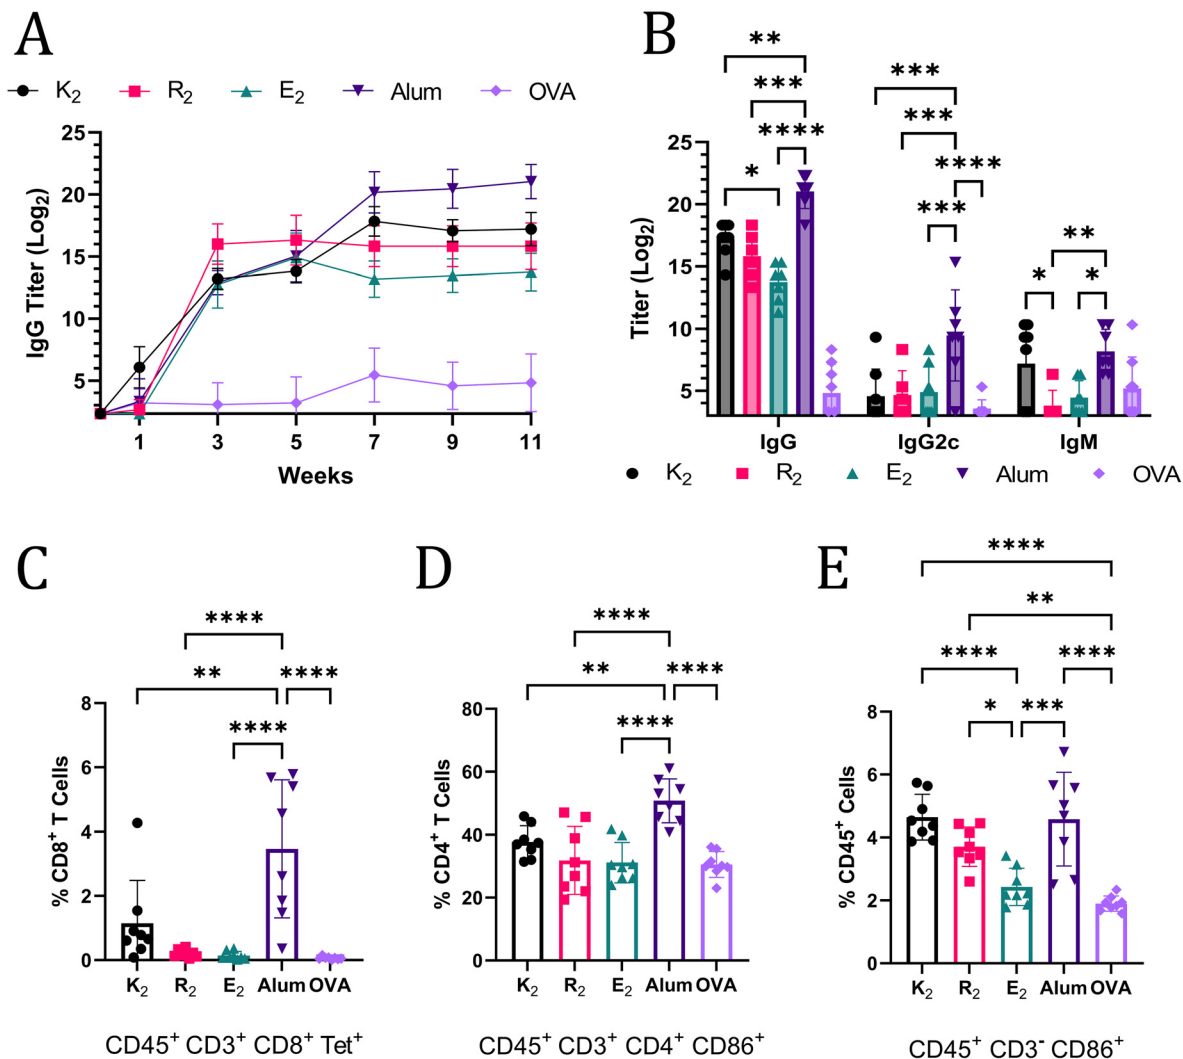 A
K₂ R₂ E₂ Alum OVA
IgG Titer (Log₂)
25
20
15
10
5
1 3 5 7 9 11
Weeks
B
Titer (Log₂)
** 
***
****
*
***
***
****
***
**
* *
25
20
15
10
5
IgG IgG2c IgM
K₂ R₂ E₂ Alum OVA
C
% CD8⁺ T Cells
****
** ****
****
8
6
4
2
0
K₂ R₂ E₂ Alum OVA
CD45⁺ CD3⁺ CD8⁺ Tet⁺
D
% CD4⁺ T Cells
****
** ****
****
80
60
40
20
0
K₂ R₂ E₂ Alum OVA
CD45⁺ CD3⁺ CD4⁺ CD86⁺
E
% CD45⁺ Cells
****
**
**** ****
* ***
8
6
4
2
0
K₂ R₂ E₂ Alum OVA
CD45⁺ CD3⁻ CD86⁺